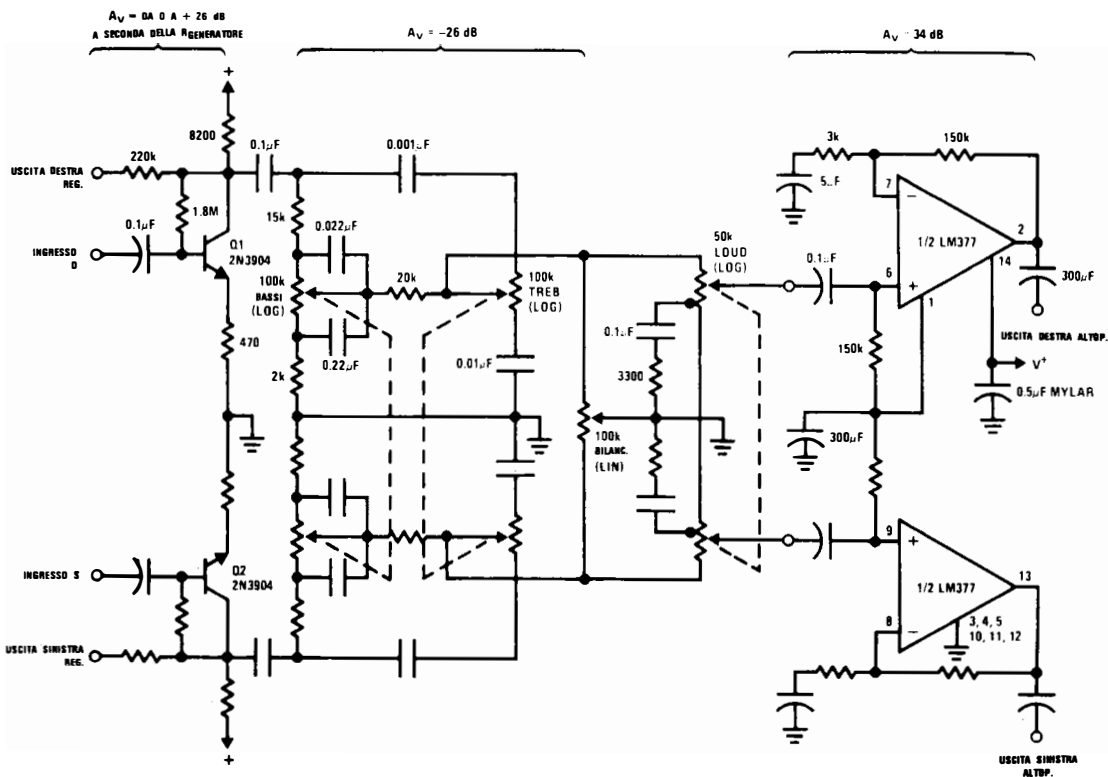 AV = DA 0 A + 26 dB
A SECONDA DELLA RGENERATORE
AV = -26 dB
AV = 34 dB
+
8200
0.1µF
0.001µF
3k
150k
USCITA DESTRA
REG.
220k
5µF
7
−
1.8M
15k
0.022µF
1/2 LM377
2
0.1µF
Q1
2N3904
50k
LOUD
(LOG)
INGRESSO
D
14
0.1µF
6
+
1
300µF
100k
BASSI
(LOG)
20k
100k
TREB
(LOG)
USCITA DESTRA ALTOP.
0.1µF
150k
470
0.22µF
0.01µF
V+
2k
3300
0.5µF MYLAR
300µF
100k
BILANC.
(LIN)
9
+
13
1/2 LM377
INGRESSO S
Q2
2N3904
8
−
3, 4, 5
10, 11, 12
USCITA SINISTRA
REG.
+
USCITA SINISTRA
ALTOP.